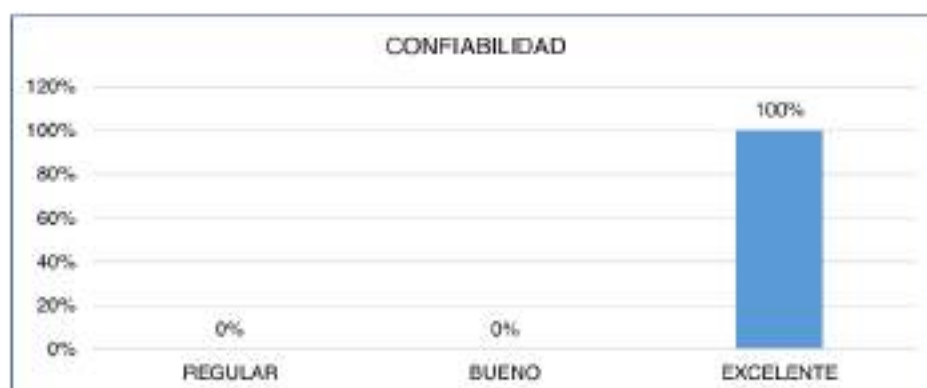 CONFIABILIDAD
120%
100%
100%
80%
60%
40%
20%
0%
0%
0%
REGULAR
BUENO
EXCELENTE